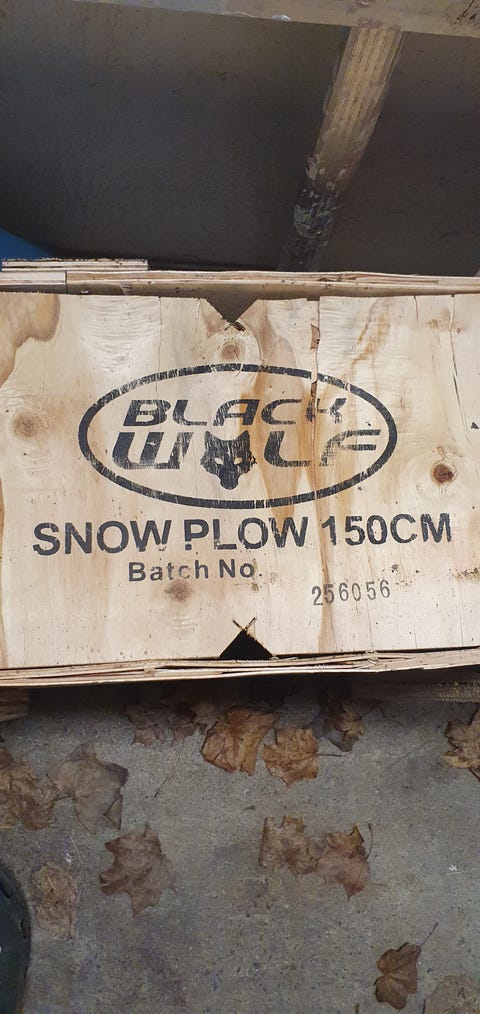 BLACK
WOLF
SNOW PLOW 150CM
Batch No.
256056